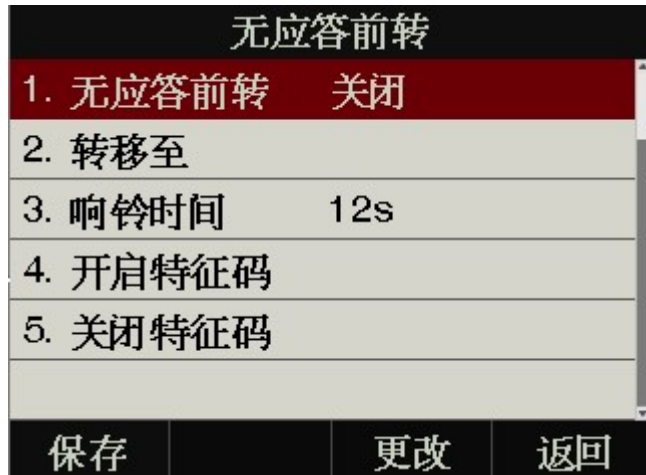 无应答前转
1. 无应答前转 关闭
2. 转移至
3. 响铃时间 12s
4. 开启特征码
5. 关闭特征码
保存 更改 返回